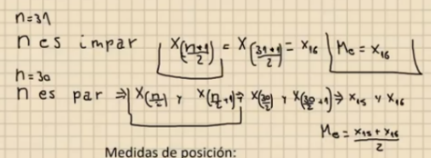 n=31
n es impar X(n+1/2) = X(31+1/2) = X16 Me = X16
n=30
n es par ⇒ X(n/2) y X(n/2+1) ⇒ X(30/2) y X(30/2+1) ⇒ X15 y X16
Me = X15 + X16 / 2
Medidas de posición: